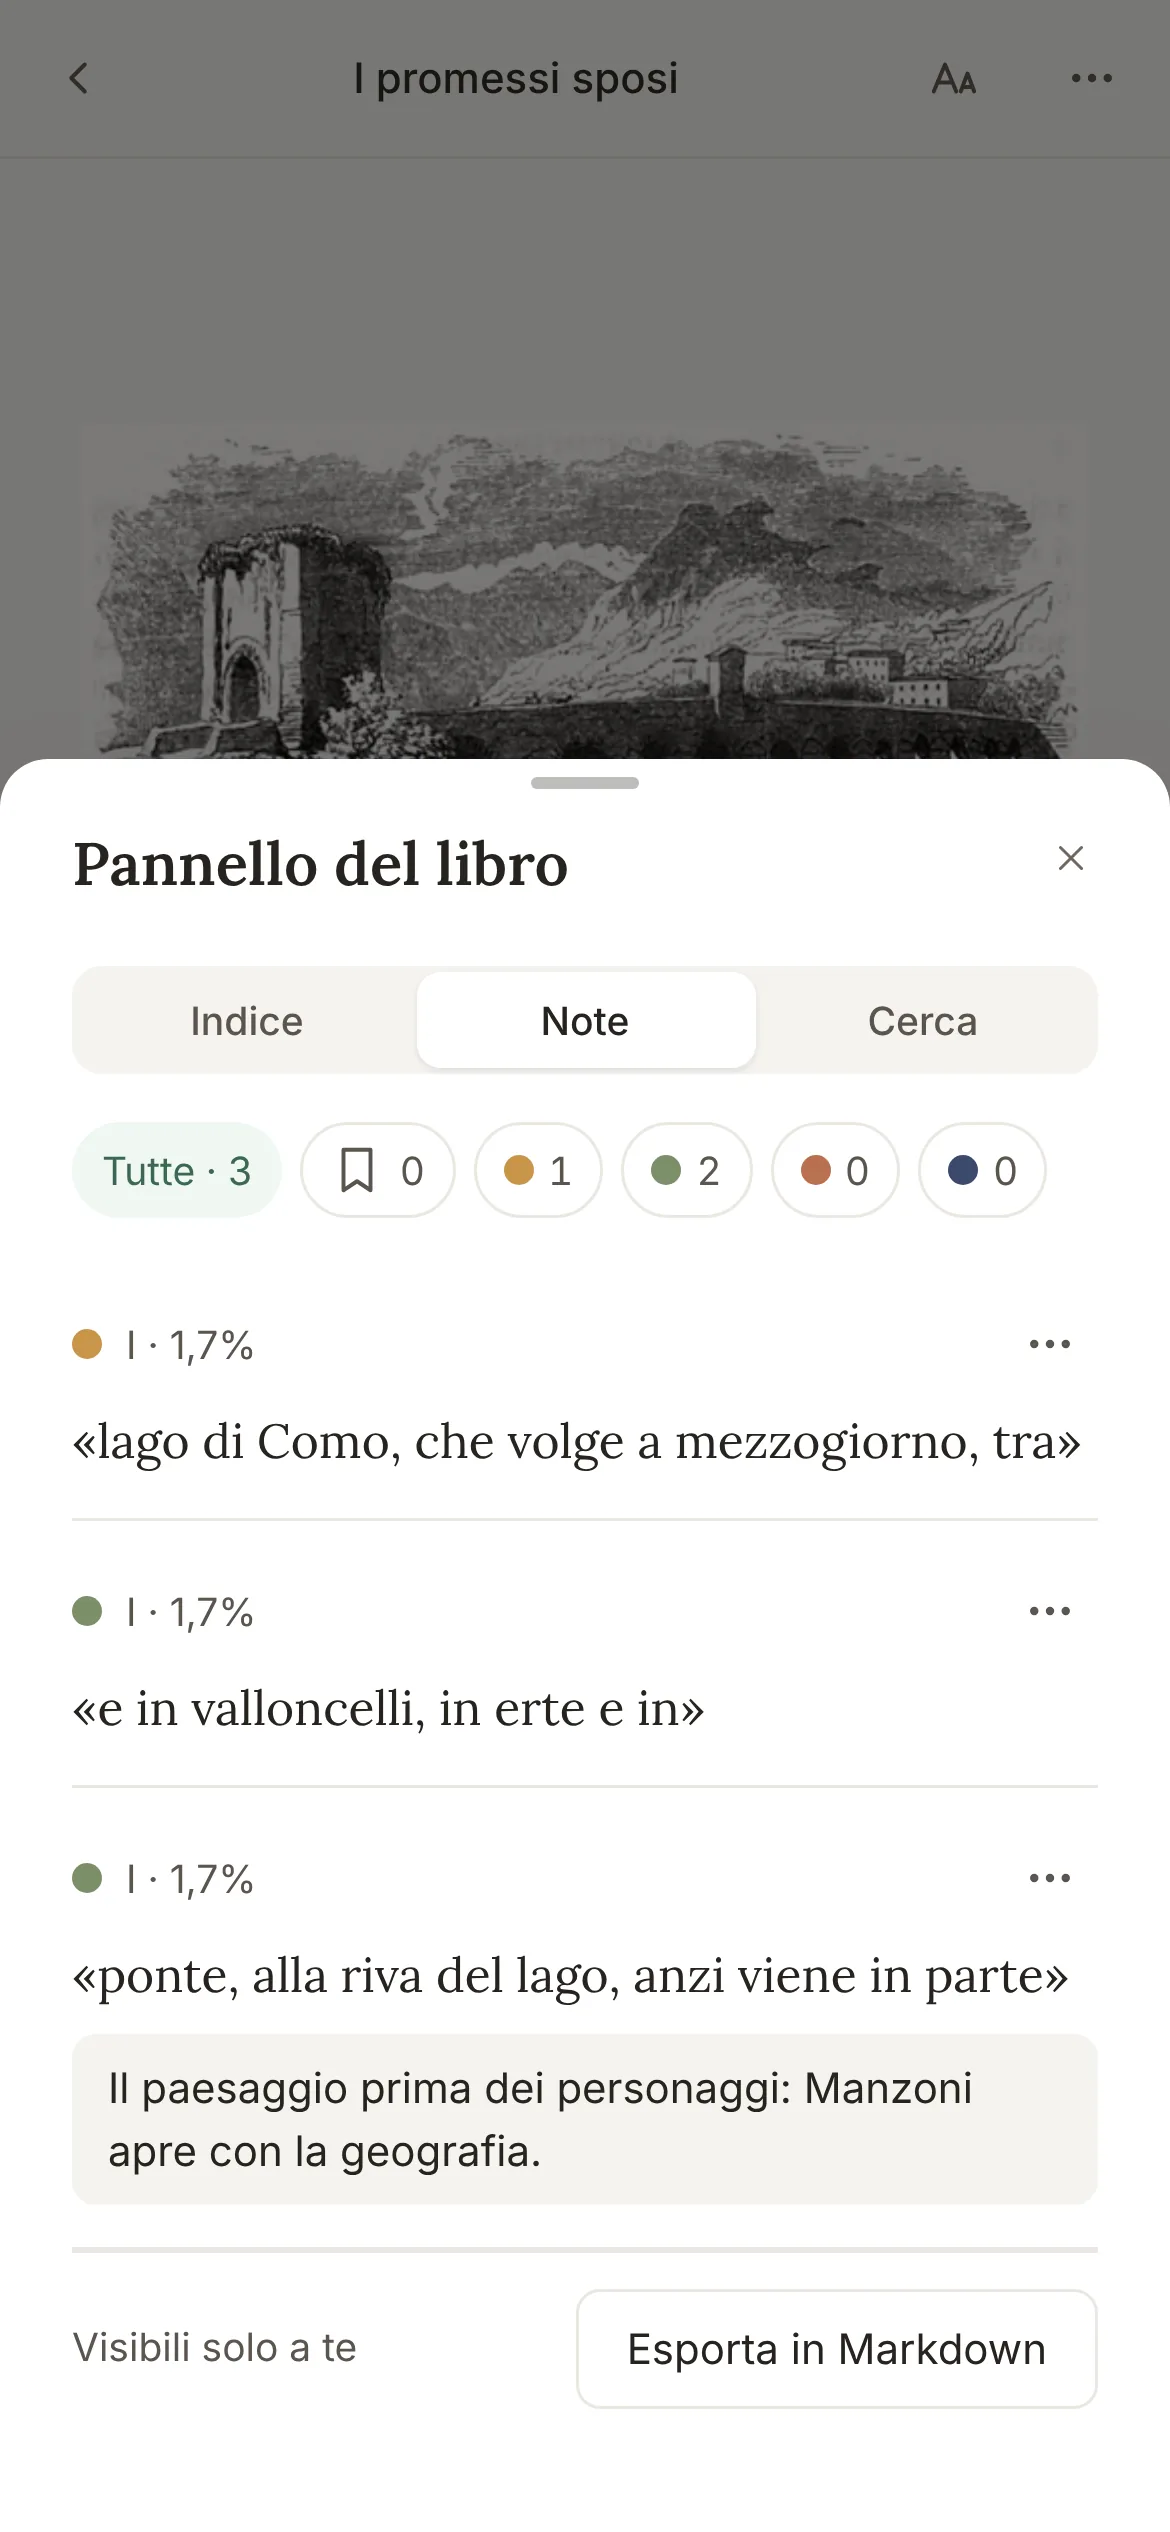 I promessi sposi
Pannello del libro
Indice Note Cerca
Tutte · 3 0 1 2 0 0
I · 1,7%
«lago di Como, che volge a mezzogiorno, tra»
I · 1,7%
«e in valloncelli, in erte e in»
I · 1,7%
«ponte, alla riva del lago, anzi viene in parte»
Il paesaggio prima dei personaggi: Manzoni
apre con la geografia.
Visibili solo a te Esporta in Markdown